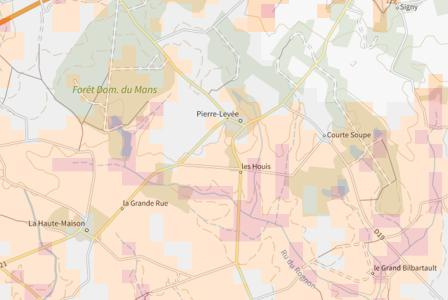 Signy
Forêt Dom. du Mans
Pierre-Levée
Courte Soupe
les Houis
la Grande Rue
La Haute-Maison
Ru du Rognon
D19
le Grand Bilbartault